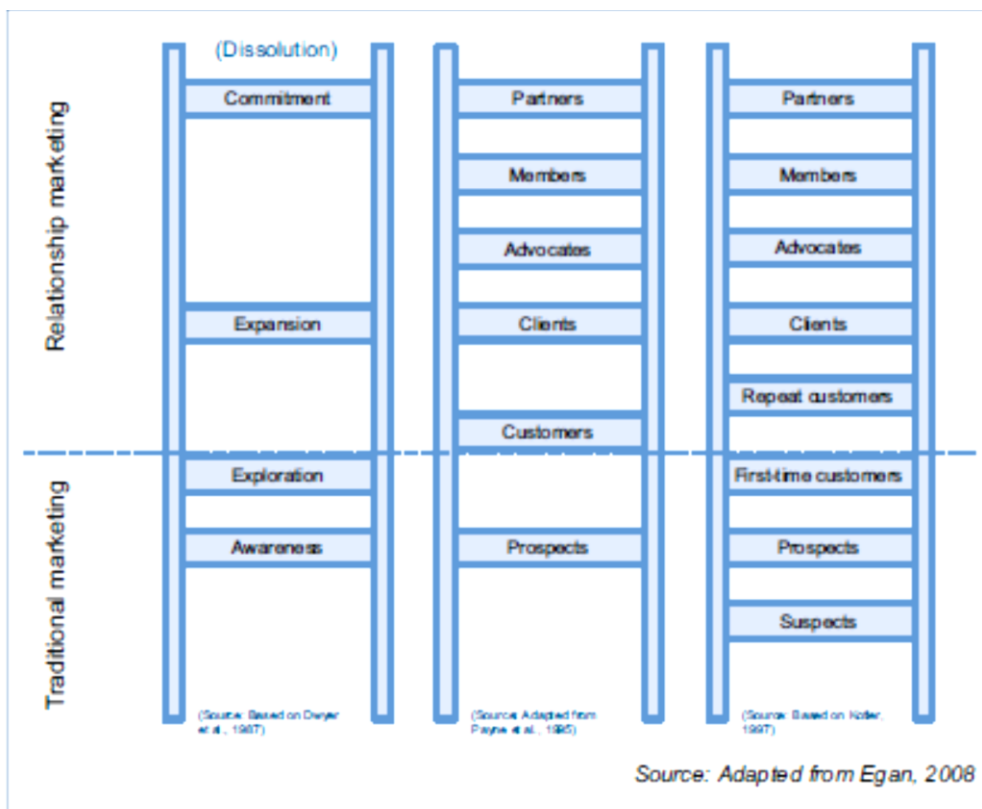 Relationship marketing
Traditional marketing
(Dissolution)
Commitment
Expansion
Exploration
Awareness
(Source: Based on Dwyer
et al., 1987)
Partners
Members
Advocates
Clients
Customers
Prospects
(Source: Adapted from
Payne et al., 1995)
Partners
Members
Advocates
Clients
Repeat customers
First-time customers
Prospects
Suspects
(Source: Based on Kotler,
1997)
Source: Adapted from Egan, 2008